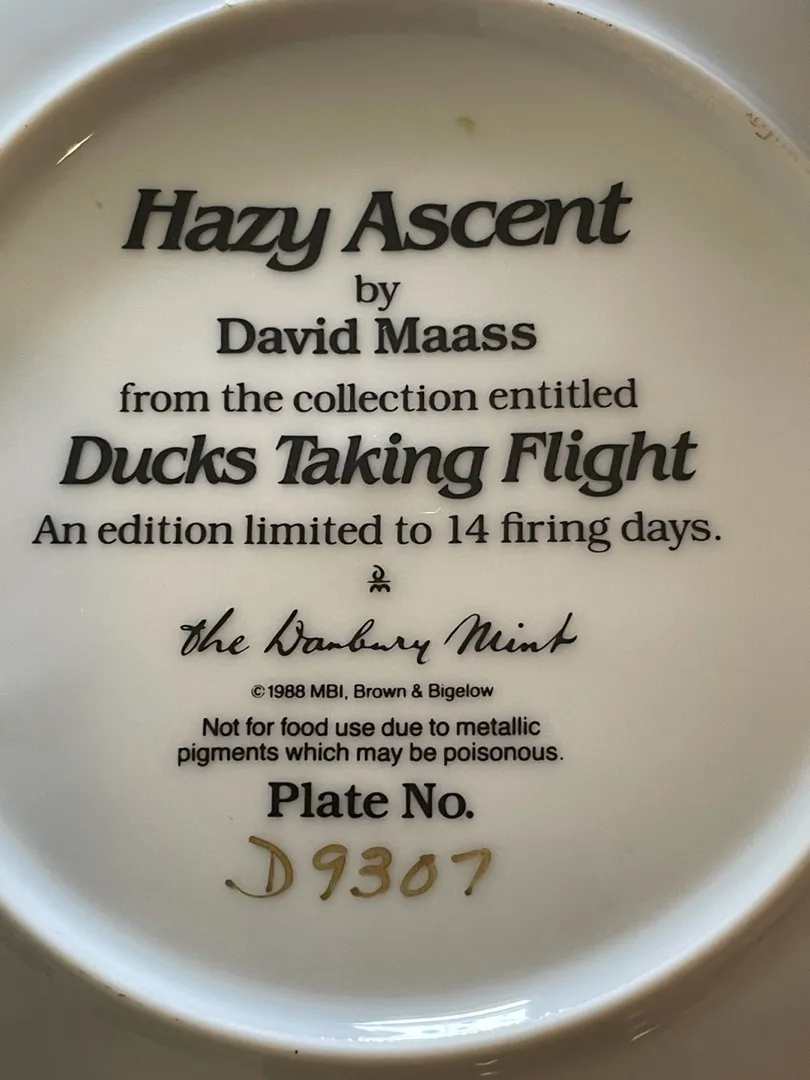 Hazy Ascent
by
David Maass
from the collection entitled
Ducks Taking Flight
An edition limited to 14 firing days.
the Danbury Mint
©1988 MBI, Brown & Bigelow
Not for food use due to metallic
pigments which may be poisonous.
Plate No.
D9307